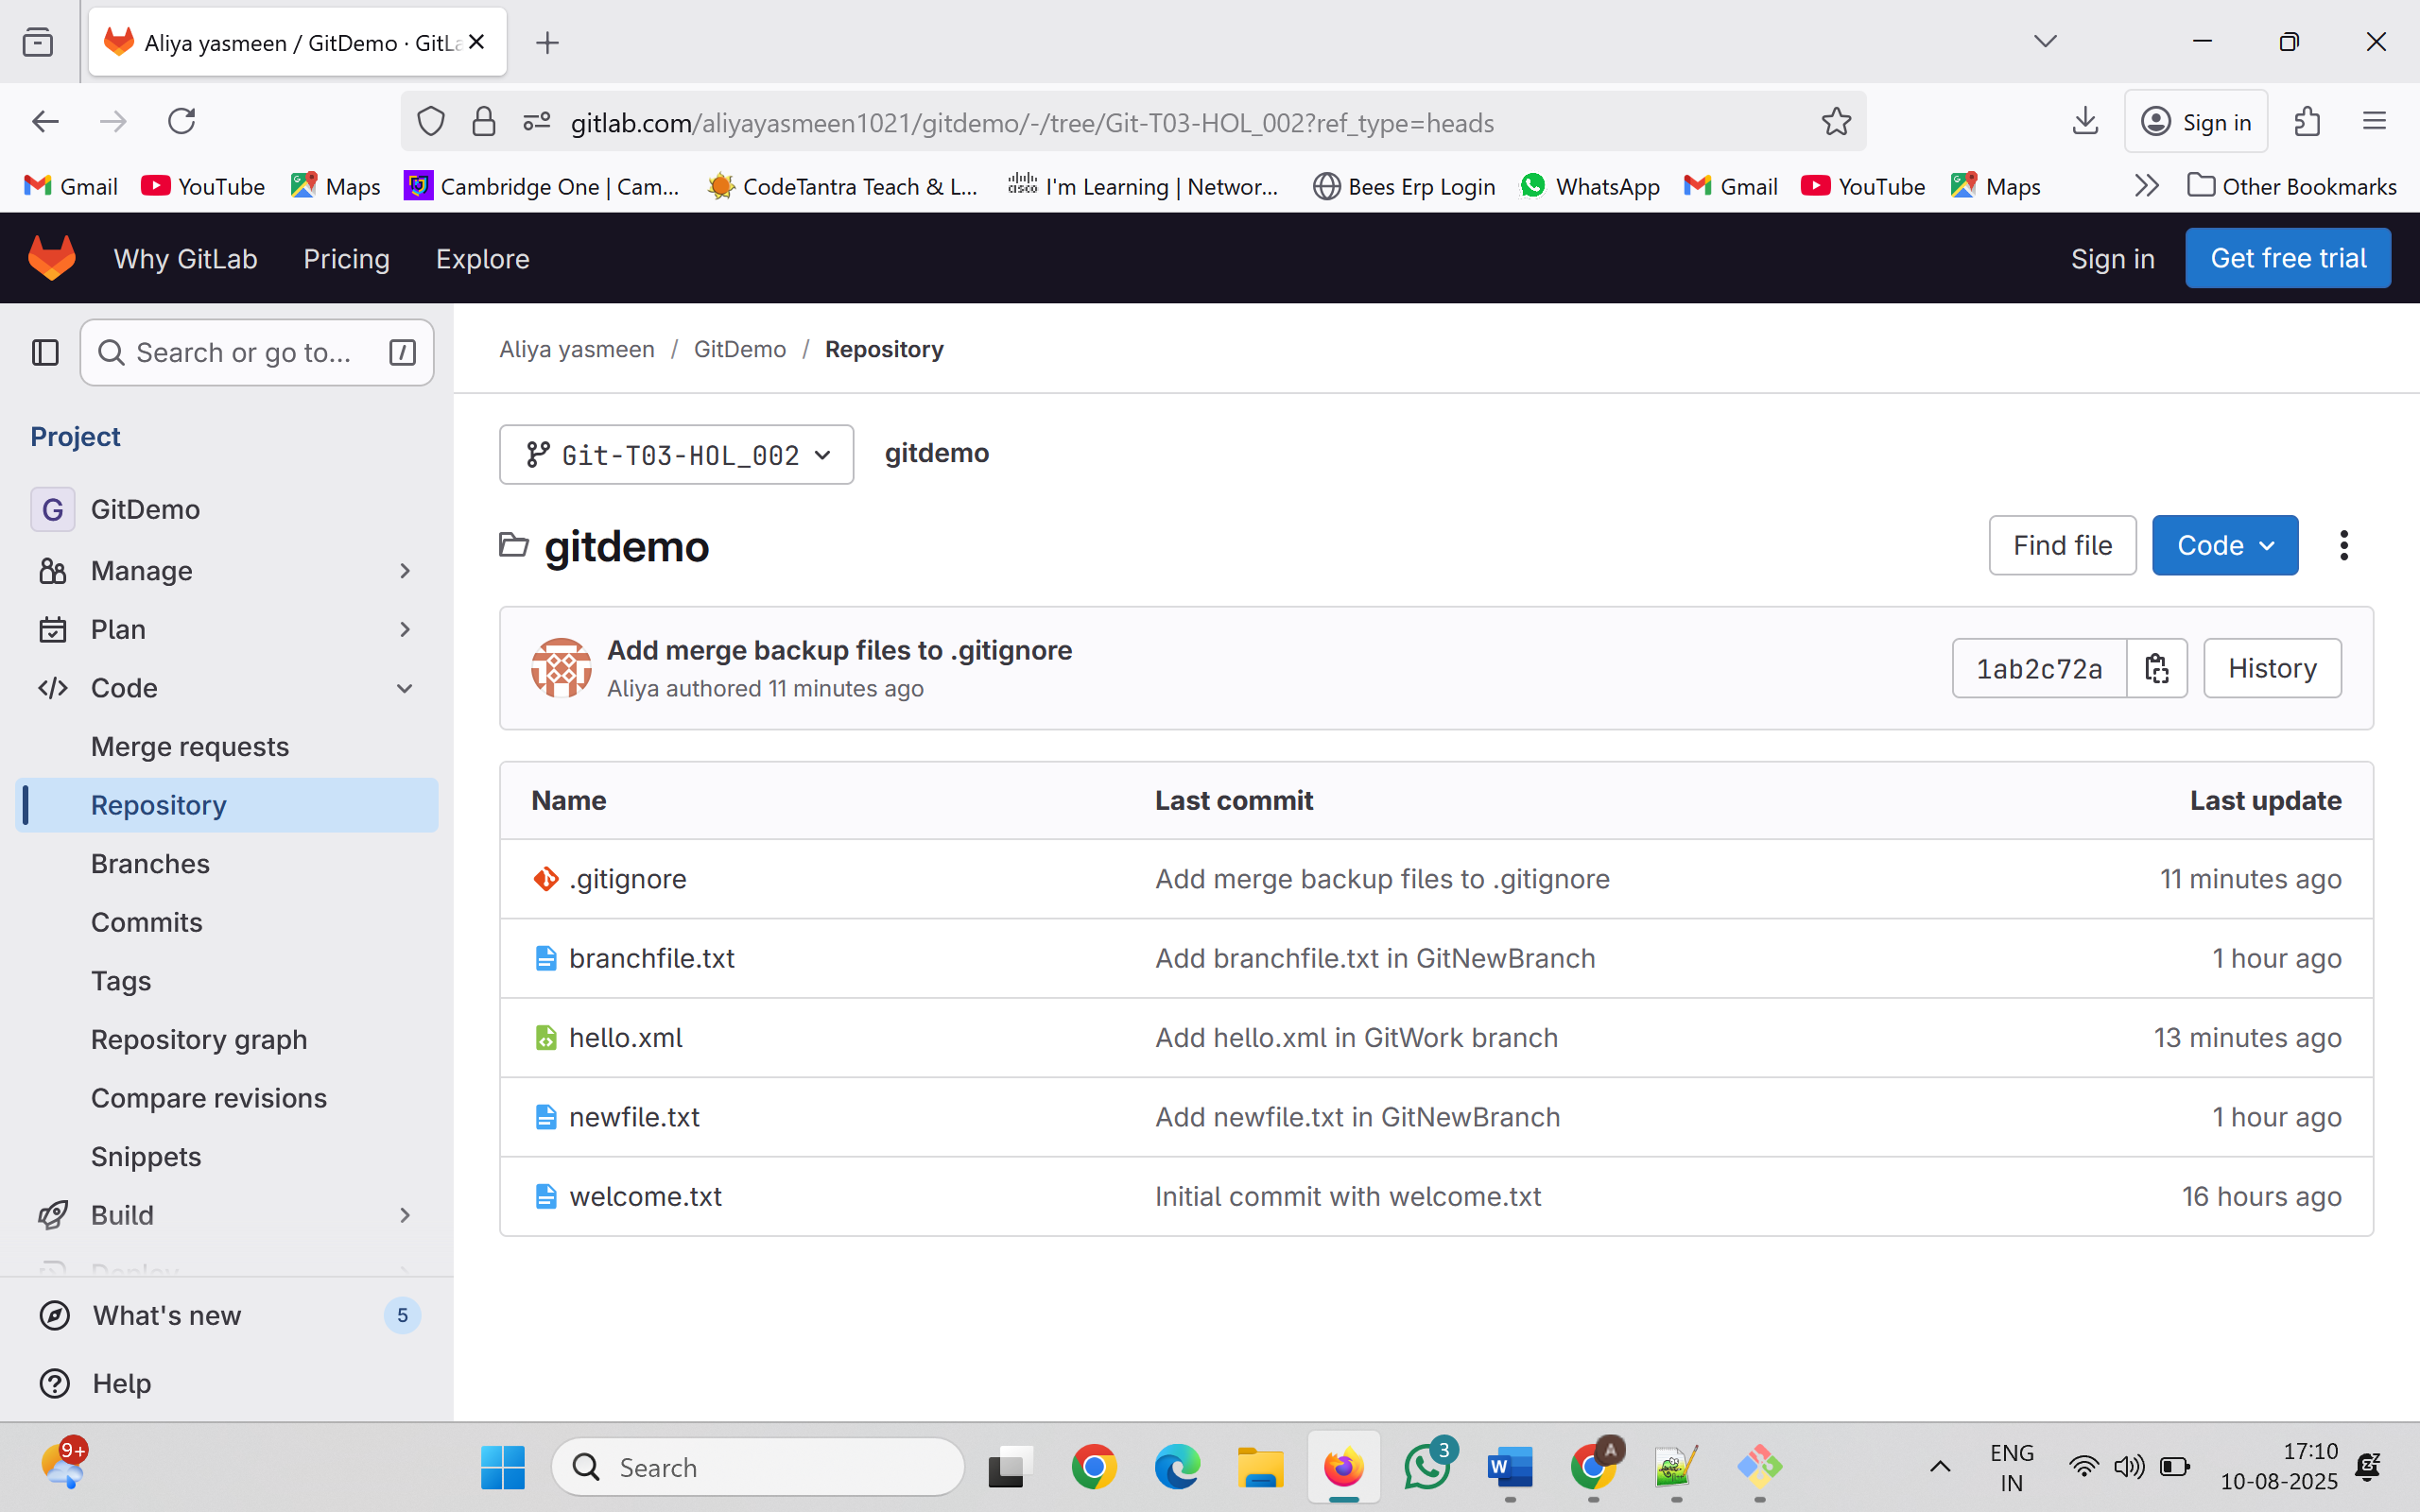 Aliya yasmeen / GitDemo · GitLa
gitlab.com/aliyayasmeen1021/gitdemo/-/tree/Git-T03-HOL_002?ref_type=heads
Sign in
Gmail
YouTube
Maps
Cambridge One | Cam...
CodeTantra Teach & L...
I'm Learning | Networ...
Bees Erp Login
WhatsApp
Gmail
YouTube
Maps
Other Bookmarks
Why GitLab
Pricing
Explore
Sign in
Get free trial
Search or go to...
/
Aliya yasmeen / GitDemo / Repository
Project
G GitDemo
Manage
Plan
Code
Merge requests
Repository
Branches
Commits
Tags
Repository graph
Compare revisions
Snippets
Build
Deploy
What's new
5
Help
Git-T03-HOL_002
gitdemo
gitdemo
Find file
Code
Add merge backup files to .gitignore
Aliya authored 11 minutes ago
1ab2c72a
History
Name Last commit Last update
.gitignore Add merge backup files to .gitignore 11 minutes ago
branchfile.txt Add branchfile.txt in GitNewBranch 1 hour ago
hello.xml Add hello.xml in GitWork branch 13 minutes ago
newfile.txt Add newfile.txt in GitNewBranch 1 hour ago
welcome.txt Initial commit with welcome.txt 16 hours ago
9+
Search
3
W
A
ENG
IN
17:10
10-08-2025